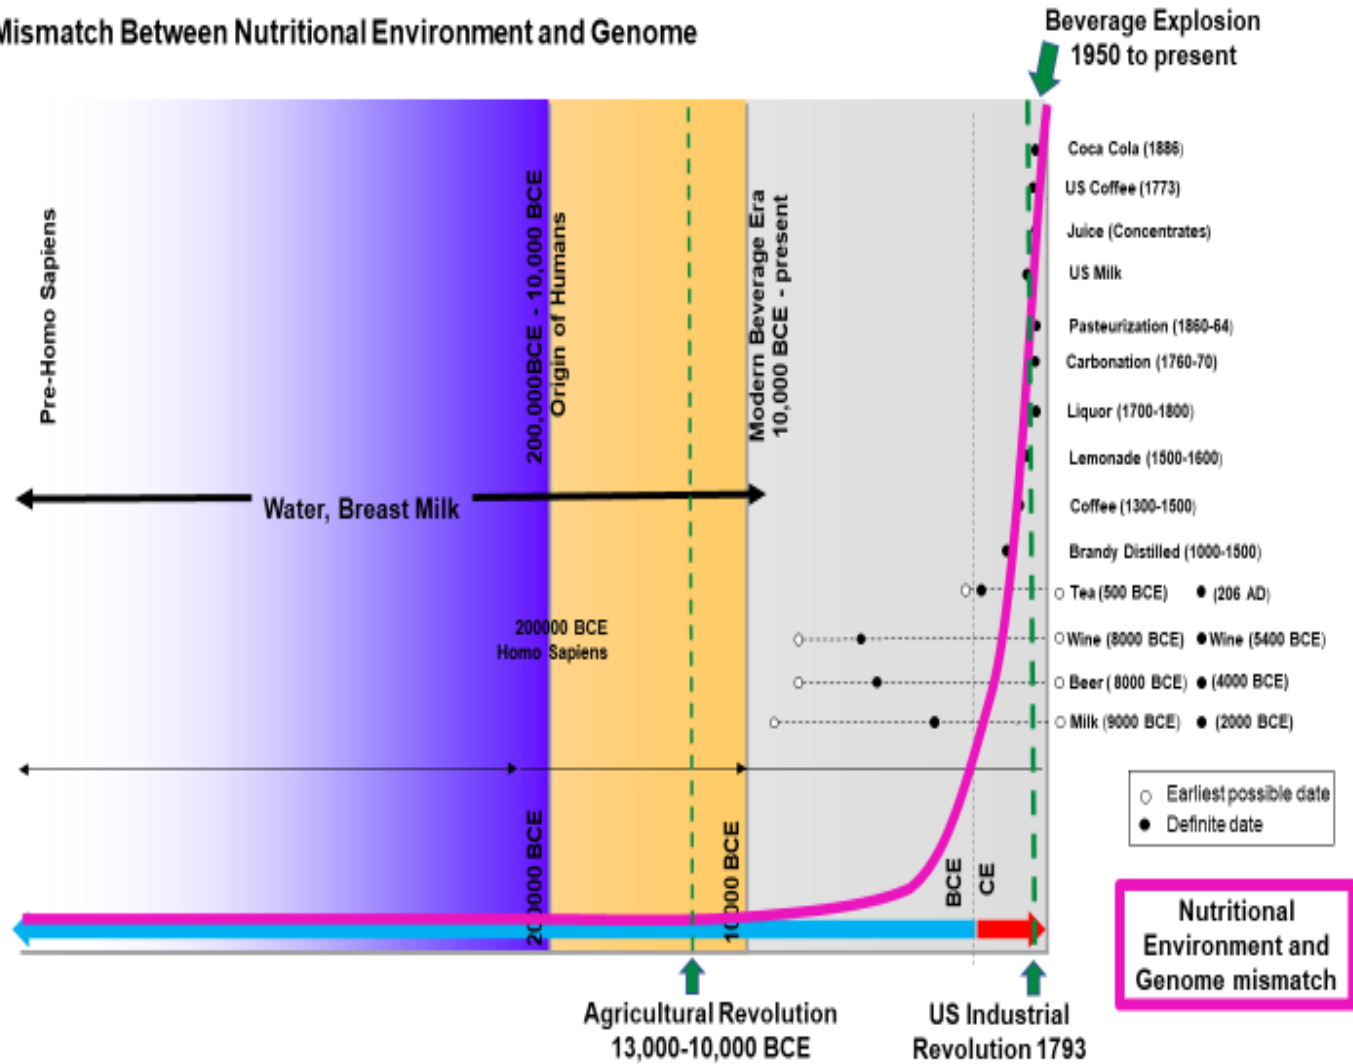 Mismatch Between Nutritional Environment and Genome
Beverage Explosion
1950 to present
Pre-Homo Sapiens
200,000BCE - 10,000 BCE
Origin of Humans
Modern Beverage Era
10,000 BCE - present
Coca Cola (1886)
US Coffee (1773)
Juice (Concentrates)
US Milk
Pasteurization (1860-64)
Carbonation (1760-70)
Liquor (1700-1800)
Lemonade (1500-1600)
Coffee (1300-1500)
Brandy Distilled (1000-1500)
Tea (500 BCE) (206 AD)
Wine (8000 BCE) Wine (5400 BCE)
Beer ( 8000 BCE) (4000 BCE)
Milk (9000 BCE) (2000 BCE)
Water, Breast Milk
200000 BCE
Homo Sapiens
Earliest possible date
Definite date
200000 BCE
10000 BCE
BCE
CE
Nutritional
Environment and
Genome mismatch
Agricultural Revolution
13,000-10,000 BCE
US Industrial
Revolution 1793